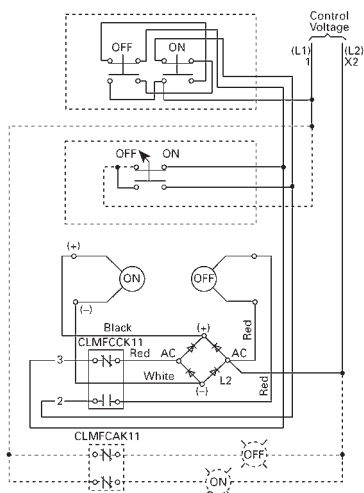 Control
Voltage
(L1) (L2)
1 X2
OFF ON
OFF ON
(+)
ON OFF
(–)
Black (+)
CLMFCCK11
3 Red AC AC Red
White L2
(–) Red
2
CLMFCAK11
OFF
ON